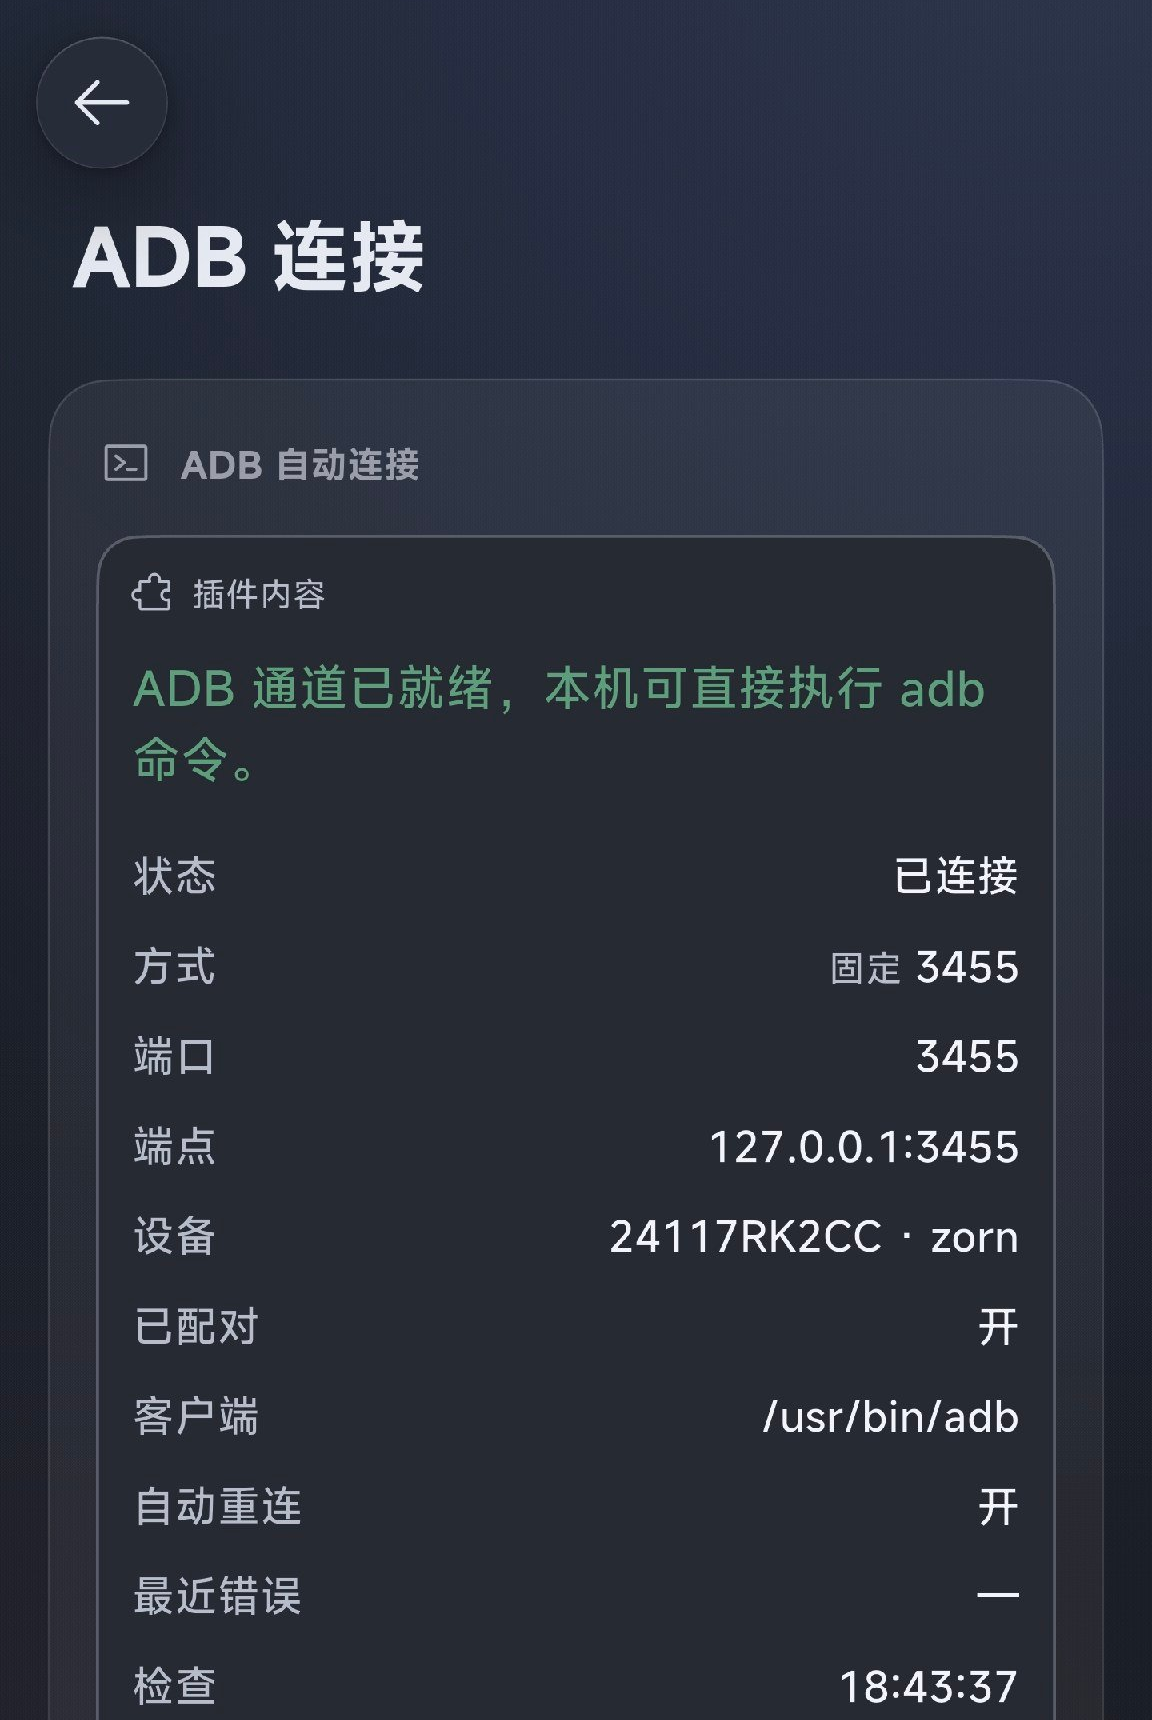 ADB 连接
ADB 自动连接
插件内容
ADB 通道已就绪，本机可直接执行 adb
命令。
状态 已连接
方式 固定 3455
端口 3455
端点 127.0.0.1:3455
设备 24117RK2CC · zorn
已配对 开
客户端 /usr/bin/adb
自动重连 开
最近错误 —
检查 18:43:37